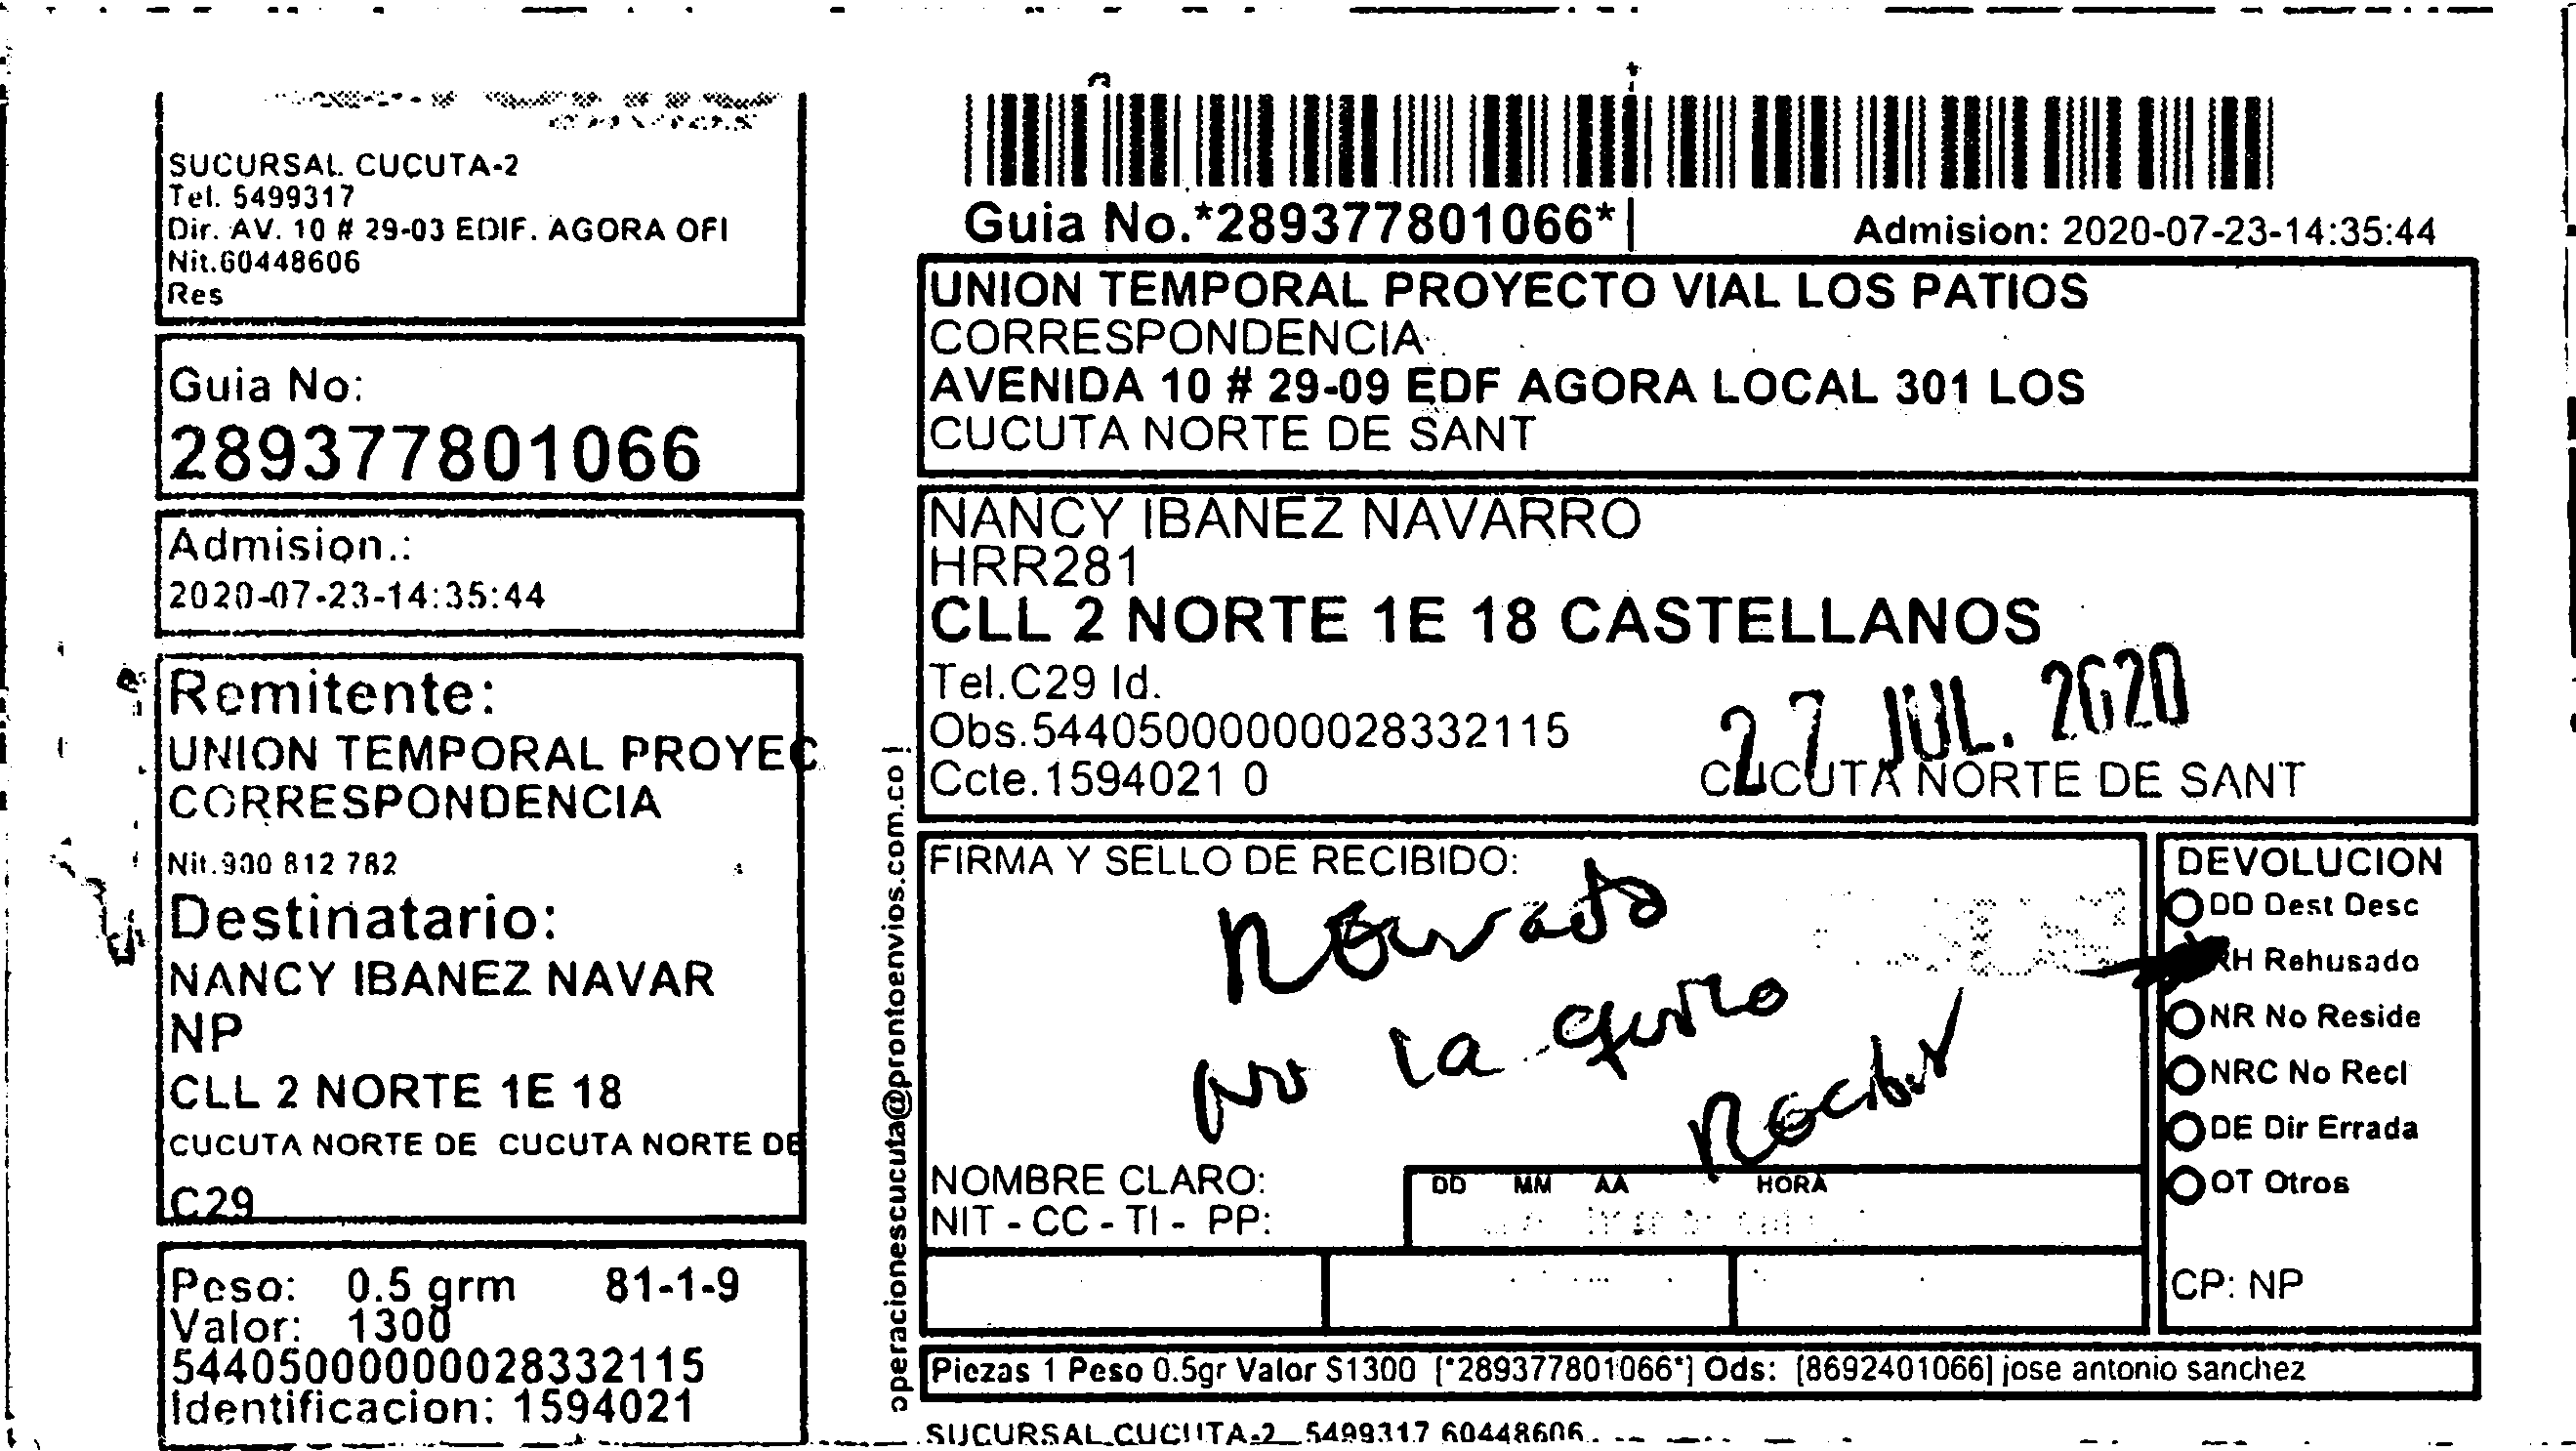 SUCURSAL CUCUTA-2
Tel. 5499317
Dir. AV. 10 # 29-03 EDIF. AGORA OFI
Nit.60448606
Res
Guia No:
289377801066
Admision.:
2020-07-23-14:35:44
Remitente:
UNION TEMPORAL PROYEC
CORRESPONDENCIA
Nit.900 812 782
Destinatario:
NANCY IBANEZ NAVAR
NP
CLL 2 NORTE 1E 18
CUCUTA NORTE DE CUCUTA NORTE DE
C29
Peso: 0.5 grm 81-1-9
Valor: 1300
54405000000028332115
Identificacion: 1594021
operacionescucuta@prontoenvios.com.co
Guia No.*289377801066*
Admision: 2020-07-23-14:35:44
UNION TEMPORAL PROYECTO VIAL LOS PATIOS
CORRESPONDENCIA
AVENIDA 10 # 29-09 EDF AGORA LOCAL 301 LOS
CUCUTA NORTE DE SANT
NANCY IBANEZ NAVARRO
HRR281
CLL 2 NORTE 1E 18 CASTELLANOS
Tel.C29 Id.
Obs.54405000000028332115
27 JUL. 2020
Ccte.1594021 0 CUCUTA NORTE DE SANT
FIRMA Y SELLO DE RECIBIDO:
no la quiso
Recibir
NOMBRE CLARO:
NIT - CC - TI - PP:
DD MM AA HORA
DEVOLUCION
DD Dest Desc
RH Rehusado
NR No Reside
NRC No Recl
DE Dir Errada
OT Otros
CP: NP
Piezas 1 Peso 0.5gr Valor $1300 [*289377801066*] Ods: [8692401066] jose antonio sanchez
SUCURSAL CUCUTA-2 5499317 60448606